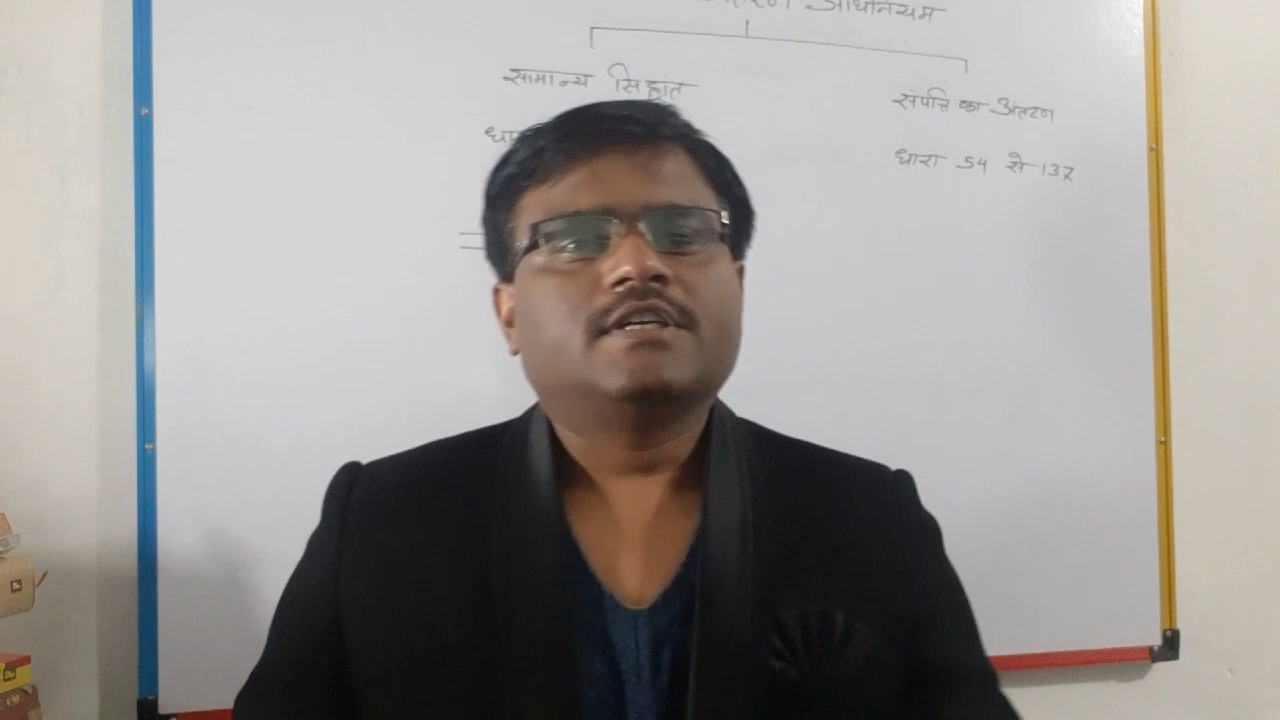 अधिनियम
सामान्य सिद्धांत
संपत्ति का अंतरण
धारा 54 से 137